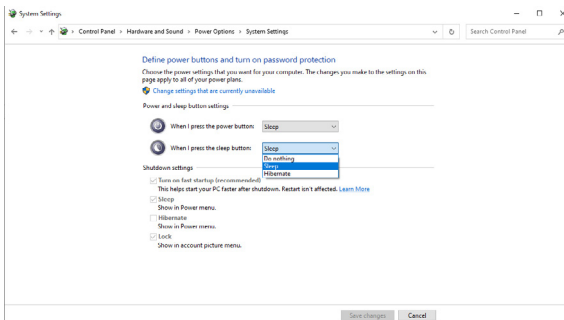 System Settings
Control Panel > Hardware and Sound > Power Options > System Settings
Search Control Panel
Define power buttons and turn on password protection
Choose the power settings that you want for your computer. The changes you make to the settings on this
page apply to all of your power plans.
Change settings that are currently unavailable
Power and sleep button settings
When I press the power button: Sleep
When I press the sleep button: Sleep
Do nothing
Sleep
Hibernate
Shutdown settings
Turn on fast startup (recommended)
This helps start your PC faster after shutdown. Restart isn't affected. Learn More
Sleep
Show in Power menu.
Hibernate
Show in Power menu.
Lock
Show in account picture menu.
Save changes Cancel